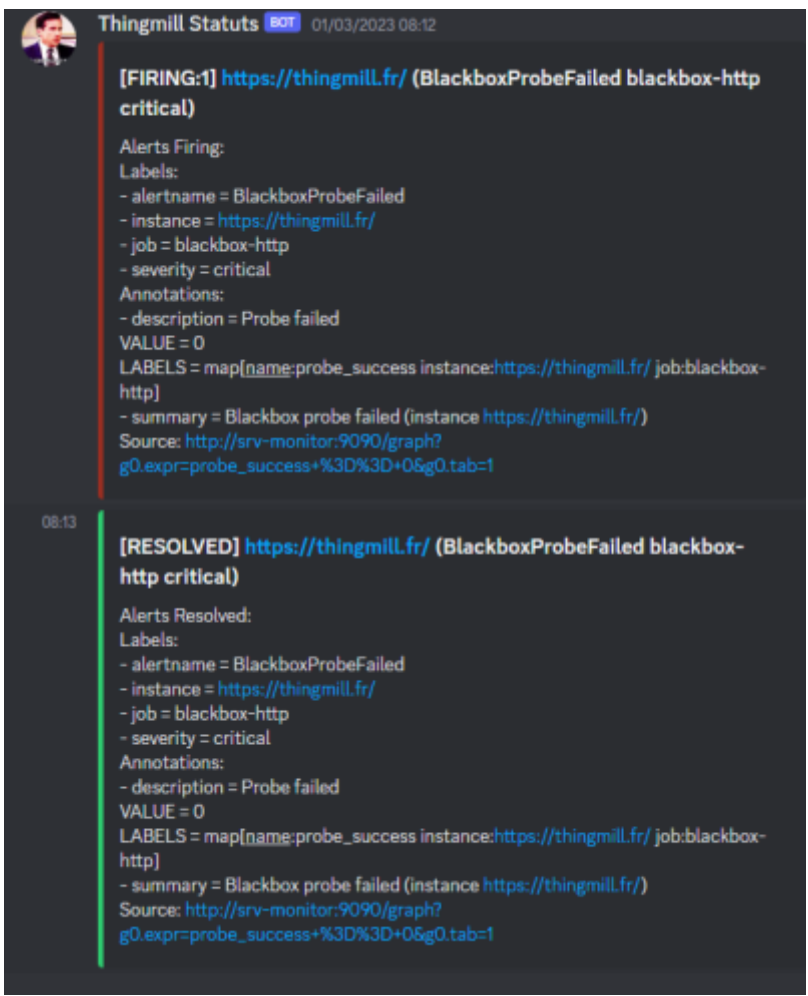 Thingmill Statuts BOT 01/03/2023 08:12
[FIRING:1] https://thingmill.fr/ (BlackboxProbeFailed blackbox-http
critical)
Alerts Firing:
Labels:
- alertname = BlackboxProbeFailed
- instance = https://thingmill.fr/
- job = blackbox-http
- severity = critical
Annotations:
- description = Probe failed
VALUE = 0
LABELS = map[name:probe_success instance:https://thingmill.fr/ job:blackbox-
http]
- summary = Blackbox probe failed (instance https://thingmill.fr/)
Source: http://srv-monitor:9090/graph?
g0.expr=probe_success+%3D%3D+0&g0.tab=1
08:13
[RESOLVED] https://thingmill.fr/ (BlackboxProbeFailed blackbox-
http critical)
Alerts Resolved:
Labels:
- alertname = BlackboxProbeFailed
- instance = https://thingmill.fr/
- job = blackbox-http
- severity = critical
Annotations:
- description = Probe failed
VALUE = 0
LABELS = map[name:probe_success instance:https://thingmill.fr/ job:blackbox-
http]
- summary = Blackbox probe failed (instance https://thingmill.fr/)
Source: http://srv-monitor:9090/graph?
g0.expr=probe_success+%3D%3D+0&g0.tab=1